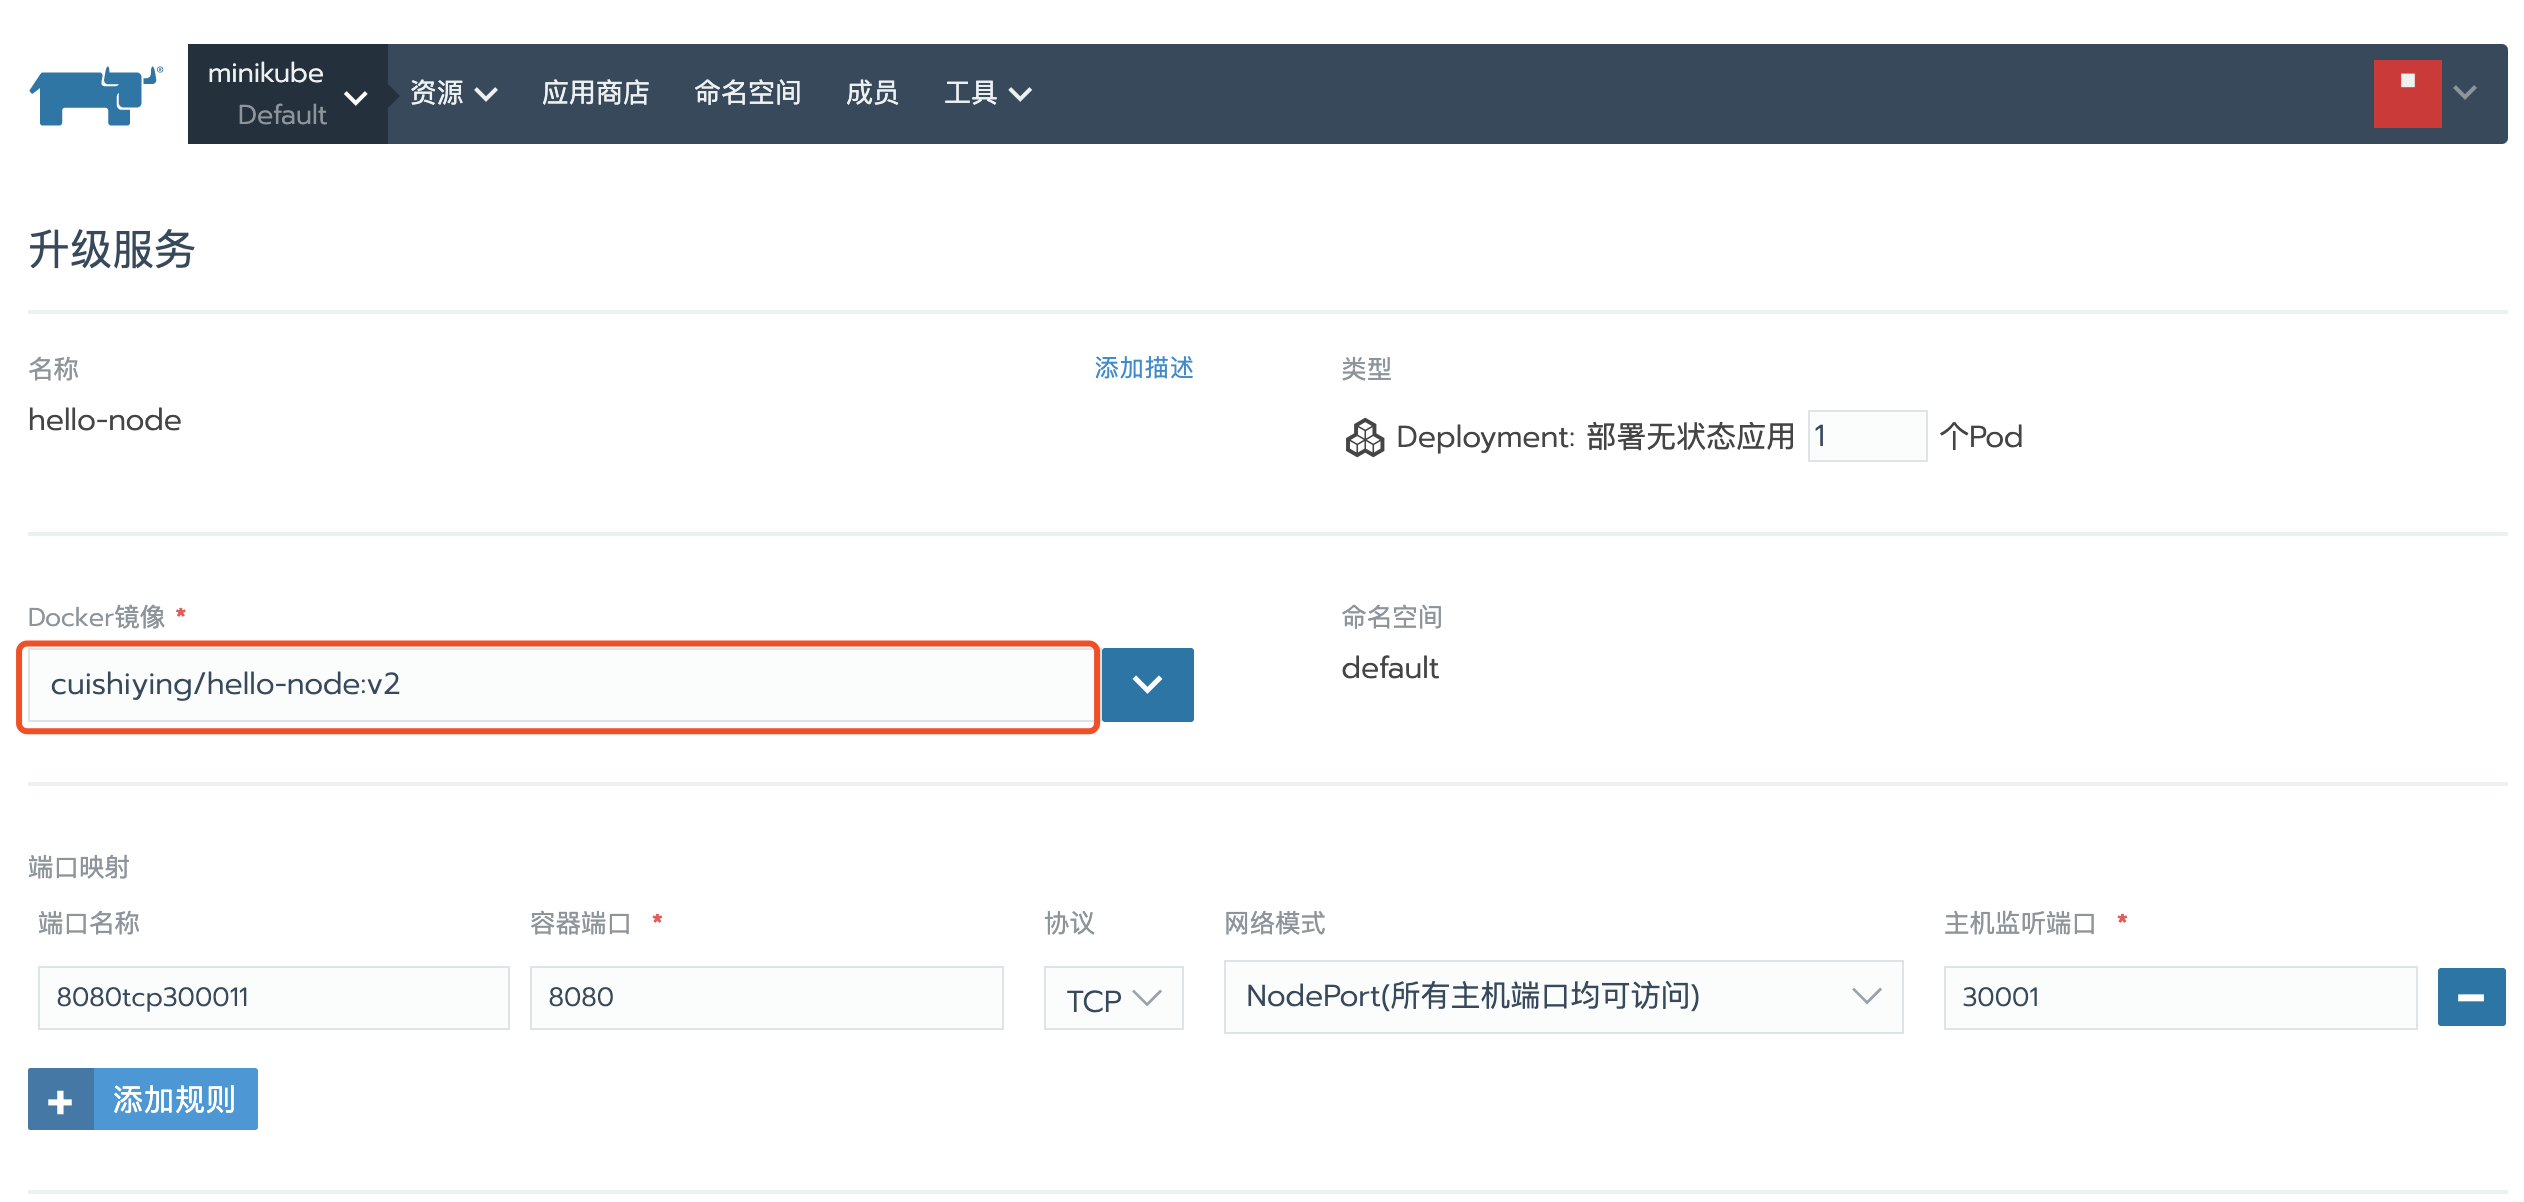 minikube
Default
资源
应用商店
命名空间
成员
工具
升级服务
名称
添加描述
hello-node
类型
Deployment: 部署无状态应用 1 个Pod
Docker镜像 *
cuishiying/hello-node:v2
命名空间
default
端口映射
端口名称
容器端口 *
协议
网络模式
主机监听端口 *
8080tcp300011
8080
TCP
NodePort(所有主机端口均可访问)
30001
添加规则